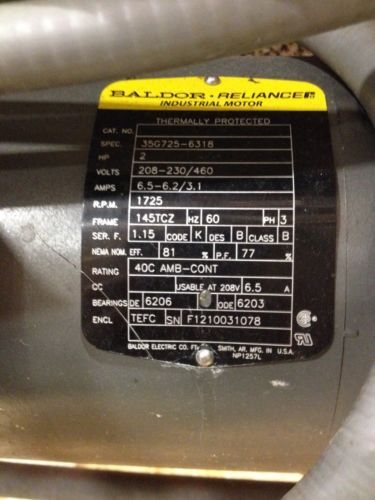 BALDOR • RELIANCE
INDUSTRIAL MOTOR
THERMALLY PROTECTED
CAT. NO.
SPEC. 35G725-6318
HP 2
VOLTS 208-230/460
AMPS 6.5-6.2/3.1
R.P.M. 1725
FRAME 145TCZ HZ 60 PH 3
SER. F. 1.15 CODE K DES B CLASS B
NEMA NOM. EFF. 81 % P.F. 77 %
RATING 40C AMB-CONT
CC USABLE AT 208V 6.5 A
BEARINGS DE 6206 ODE 6203
ENCL TEFC SN F1210031078
BALDOR ELECTRIC CO. FT. SMITH, AR. MFG. IN U.S.A.
NP1257L